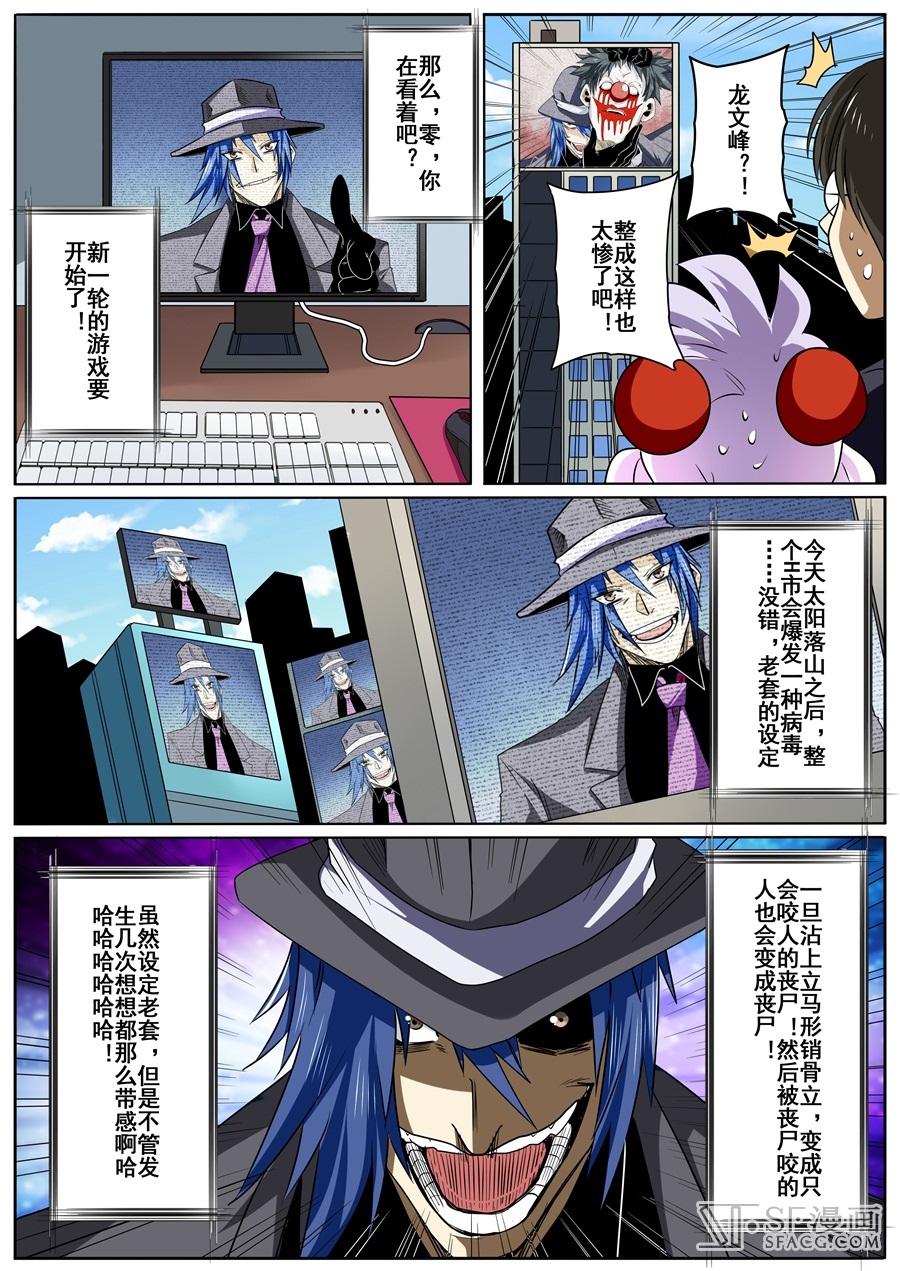 龙文峰?!
整成这样也
太惨了吧!
那么,零,你
在看着吧?
新一轮的游戏要
开始了!
今天太阳落山之后,整
个H市会爆发一种病毒
……没错,老套的设定
一旦沾上立马形销骨立,变成只
会咬人的丧尸!然后被丧尸咬的
人也会变成丧尸!
虽然设定老套,但是不管发
生几次想想都那么带感啊哈
哈哈哈哈哈哈!
SF漫画
SFACG.COM